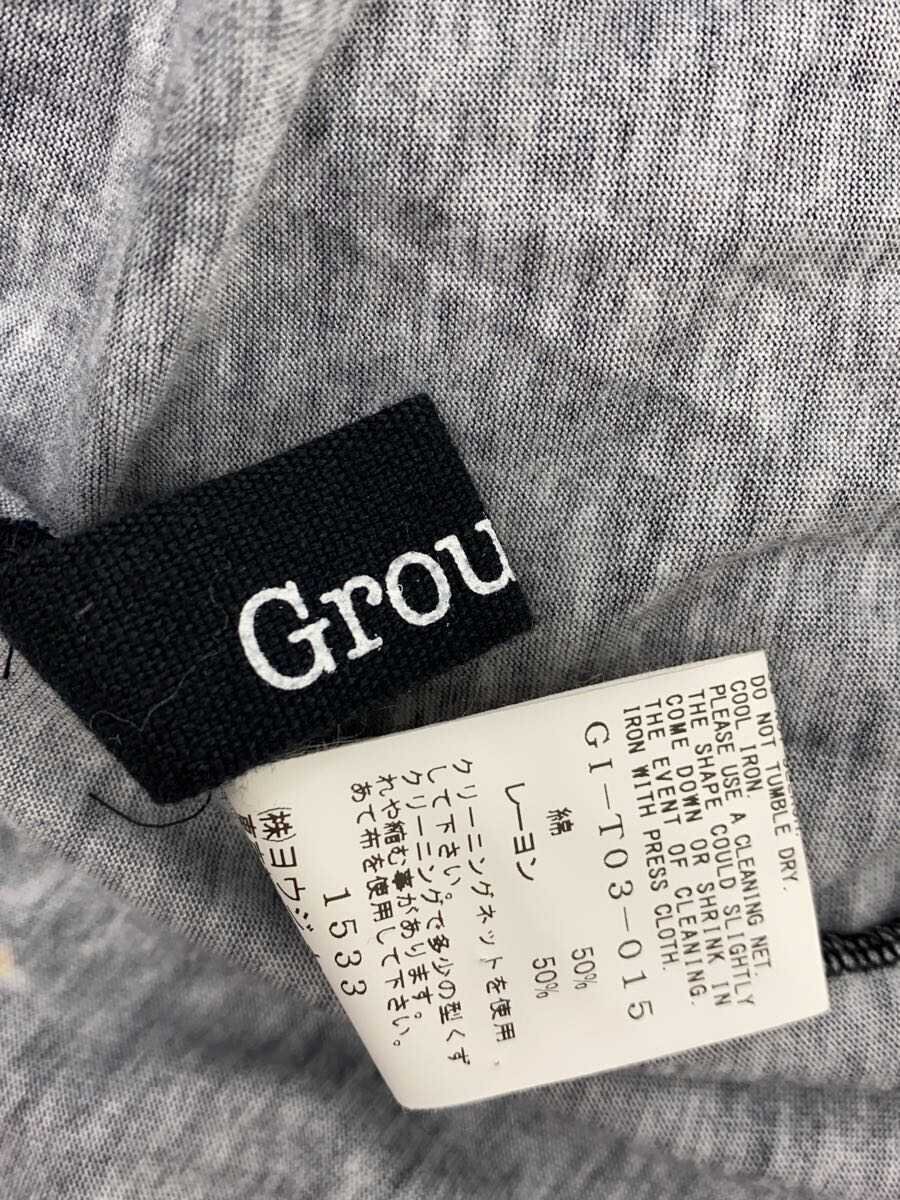 Grou
DO NOT TUMBLE DRY.
COOL IRON.
PLEASE USE A CLEANING NET.
THE SHAPE COULD SLIGHTLY
COME DOWN OR SHRINK IN
THE EVENT OF CLEANING.
IRON WITH PRESS CLOTH.
GI-T03-015
綿 50%
レーヨン 50%
クリーニングネットを使用
して下さい。
クリーニングで多少の型くず
れや縮む事があります。
あて布を使用して下さい。
1533
(株)ヨウジ